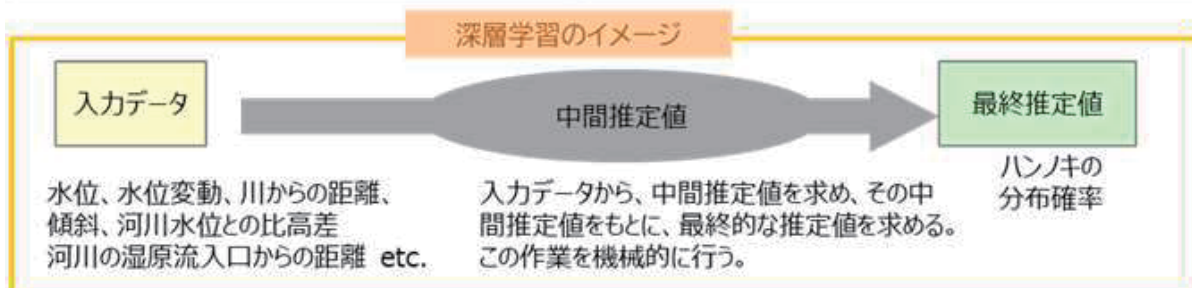 深層学習のイメージ
入力データ
中間推定値
最終推定値
水位、水位変動、川からの距離、
傾斜、河川水位との比高差
河川の湿原流入口からの距離 etc.
入力データから、中間推定値を求め、その中
間推定値をもとに、最終的な推定値を求める。
この作業を機械的に行う。
ハンノキの
分布確率